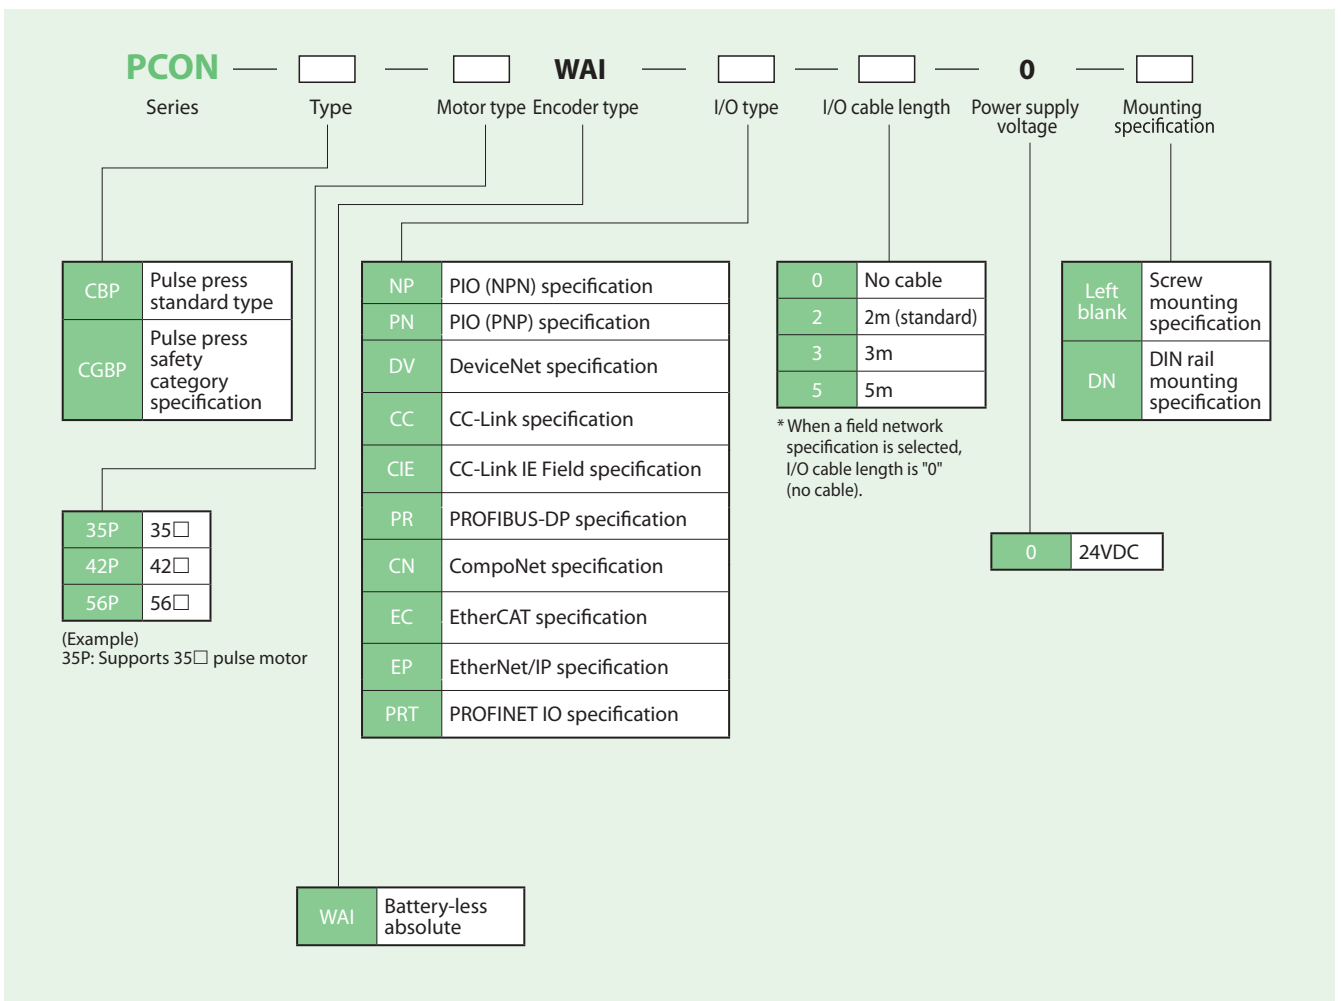 PCON — □ — □ WAI — □ — □ — 0 — □
Series Type Motor type Encoder type I/O type I/O cable length Power supply voltage Mounting specification
CBP Pulse press standard type
CGBP Pulse press safety category specification
35P 35□
42P 42□
56P 56□
(Example)
35P: Supports 35□ pulse motor
NP PIO (NPN) specification
PN PIO (PNP) specification
DV DeviceNet specification
CC CC-Link specification
CIE CC-Link IE Field specification
PR PROFIBUS-DP specification
CN CompoNet specification
EC EtherCAT specification
EP EtherNet/IP specification
PRT PROFINET IO specification
WAI Battery-less absolute
0 No cable
2 2m (standard)
3 3m
5 5m
* When a field network
specification is selected,
I/O cable length is "0"
(no cable).
0 24VDC
Left blank Screw mounting specification
DN DIN rail mounting specification